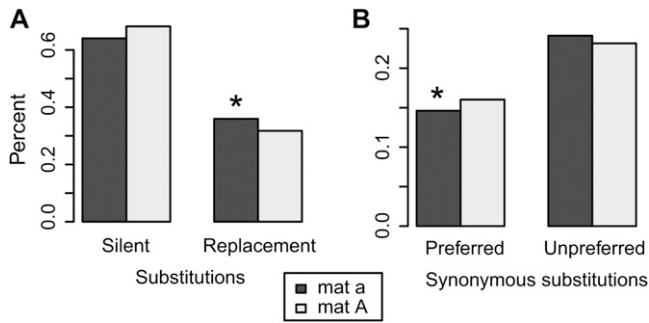 A
B
Percent
0.6
0.4
0.2
0.0
0.2
0.1
0.0
*
*
Silent
Replacement
Preferred
Unpreferred
Substitutions
Synonymous substitutions
mat a
mat A